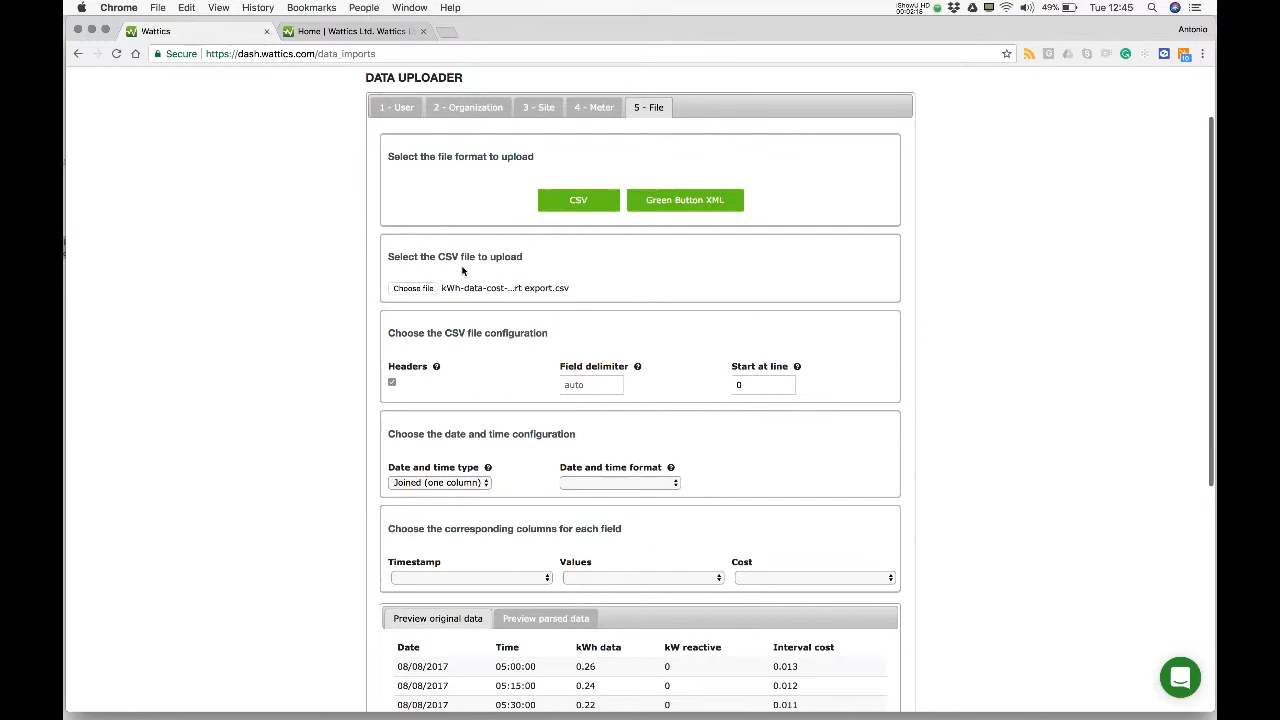 Chrome File Edit View History Bookmarks People Window Help
iShowU HD 00:02:18 49% Tue 12:45
Wattics × Home | Wattics Ltd. Wattics L × Antonio
Secure | https://dash.wattics.com/data_imports 10
DATA UPLOADER
1 - User 2 - Organization 3 - Site 4 - Meter 5 - File
Select the file format to upload
CSV Green Button XML
Select the CSV file to upload
Choose file kWh-data-cost-...rt export.csv
Choose the CSV file configuration
Headers ? Field delimiter ? Start at line ?
auto 0
Choose the date and time configuration
Date and time type ? Date and time format ?
Joined (one column)
Choose the corresponding columns for each field
Timestamp Values Cost
Preview original data Preview parsed data
Date Time kWh data kW reactive Interval cost
08/08/2017 05:00:00 0.26 0 0.013
08/08/2017 05:15:00 0.24 0 0.012
08/08/2017 05:30:00 0.22 0 0.011